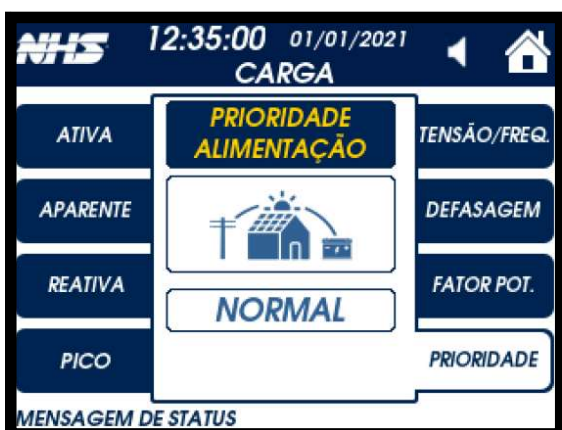 NHS 12:35:00 01/01/2021
CARGA
ATIVA
APARENTE
REATIVA
PICO
PRIORIDADE
ALIMENTAÇÃO
NORMAL
TENSÃO/FREQ.
DEFASAGEM
FATOR POT.
PRIORIDADE
MENSAGEM DE STATUS